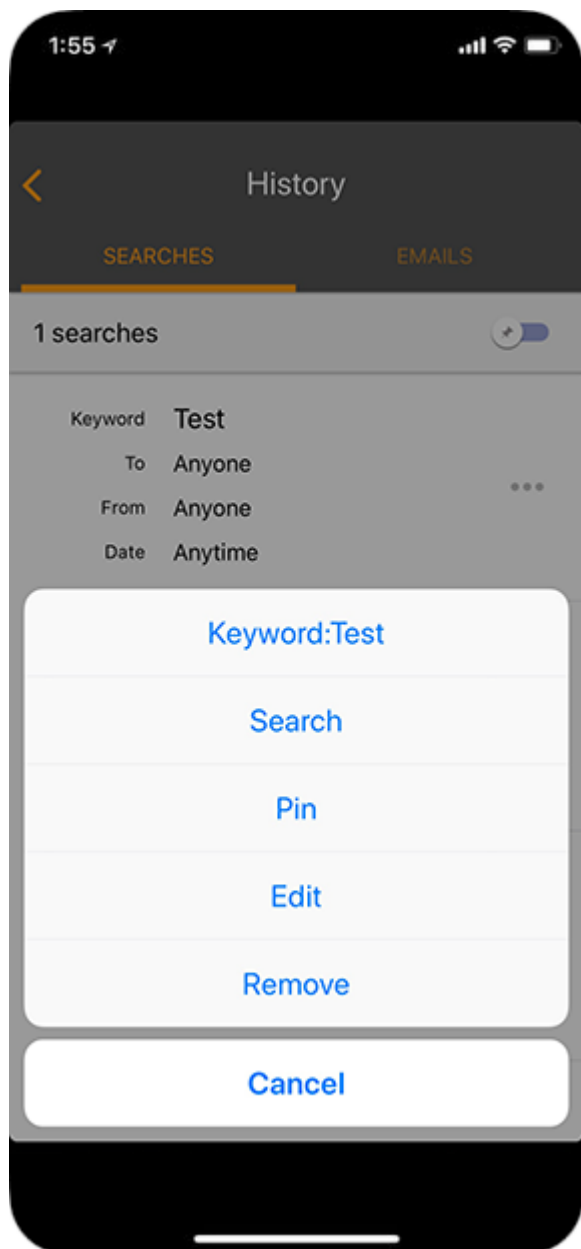 1:55
History
SEARCHES EMAILS
1 searches
Keyword Test
To Anyone
From Anyone
Date Anytime
Keyword:Test
Search
Pin
Edit
Remove
Cancel